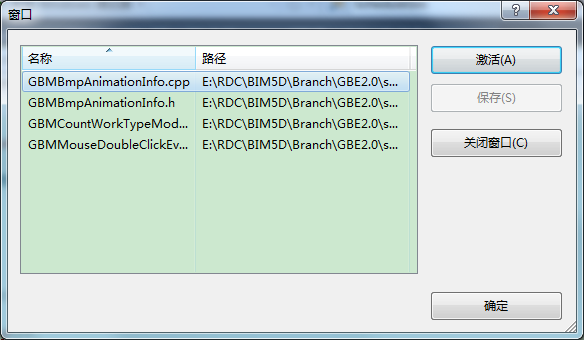 窗口
名称 路径
GBMBmpAnimationInfo.cpp E:\RDC\BIM5D\Branch\GBE2.0\s...
GBMBmpAnimationInfo.h E:\RDC\BIM5D\Branch\GBE2.0\s...
GBMCountWorkTypeMod... E:\RDC\BIM5D\Branch\GBE2.0\s...
GBMMouseDoubleClickEv... E:\RDC\BIM5D\Branch\GBE2.0\s...
激活(A)
保存(S)
关闭窗口(C)
确定